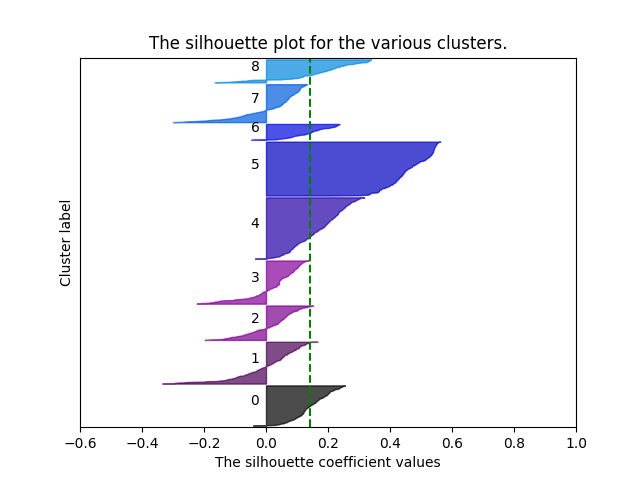 The silhouette plot for the various clusters.
8
7
6
5
4
3
2
1
0
Cluster label
−0.6 −0.4 −0.2 0.0 0.2 0.4 0.6 0.8 1.0
The silhouette coefficient values